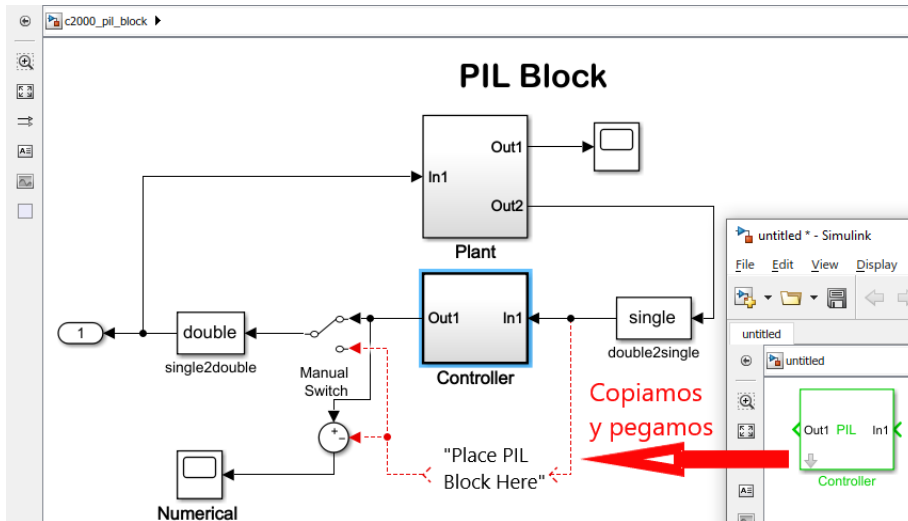 c2000_pil_block
PIL Block
Out1
In1
Out2
Plant
untitled * - Simulink
File Edit View Display
untitled
untitled
1
double
single2double
Manual
Switch
Out1 In1
Controller
single
double2single
Copiamos
y pegamos
"Place PIL
Block Here"
Out1 PIL In1
Controller
+
−
Numerical